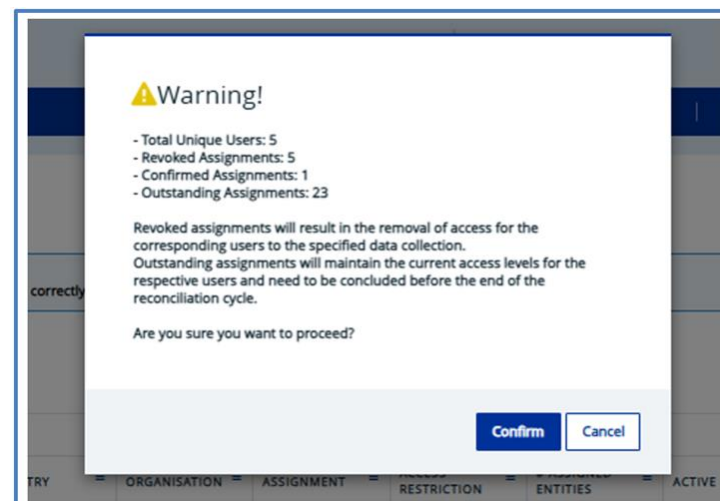 Warning!
- Total Unique Users: 5
- Revoked Assignments: 5
- Confirmed Assignments: 1
- Outstanding Assignments: 23
Revoked assignments will result in the removal of access for the
corresponding users to the specified data collection.
Outstanding assignments will maintain the current access levels for the
respective users and need to be concluded before the end of the
reconciliation cycle.
correctly
Are you sure you want to proceed?
Confirm Cancel
TRY ORGANISATION ASSIGNMENT RESTRICTION ENTITIES ACTIVE